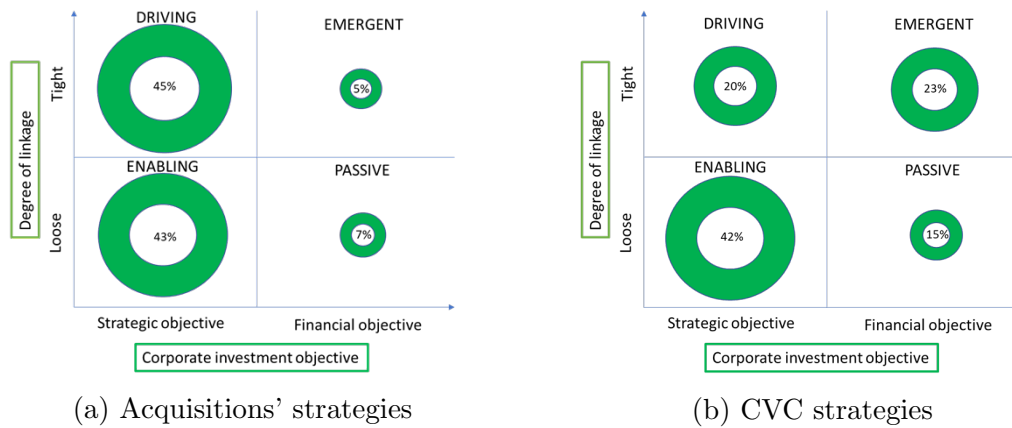 DRIVING
EMERGENT
45%
5%
Tight
Degree of linkage
ENABLING
PASSIVE
43%
7%
Loose
Strategic objective
Financial objective
Corporate investment objective
(a) Acquisitions’ strategies
DRIVING
EMERGENT
20%
23%
Tight
Degree of linkage
ENABLING
PASSIVE
42%
15%
Loose
Strategic objective
Financial objective
Corporate investment objective
(b) CVC strategies